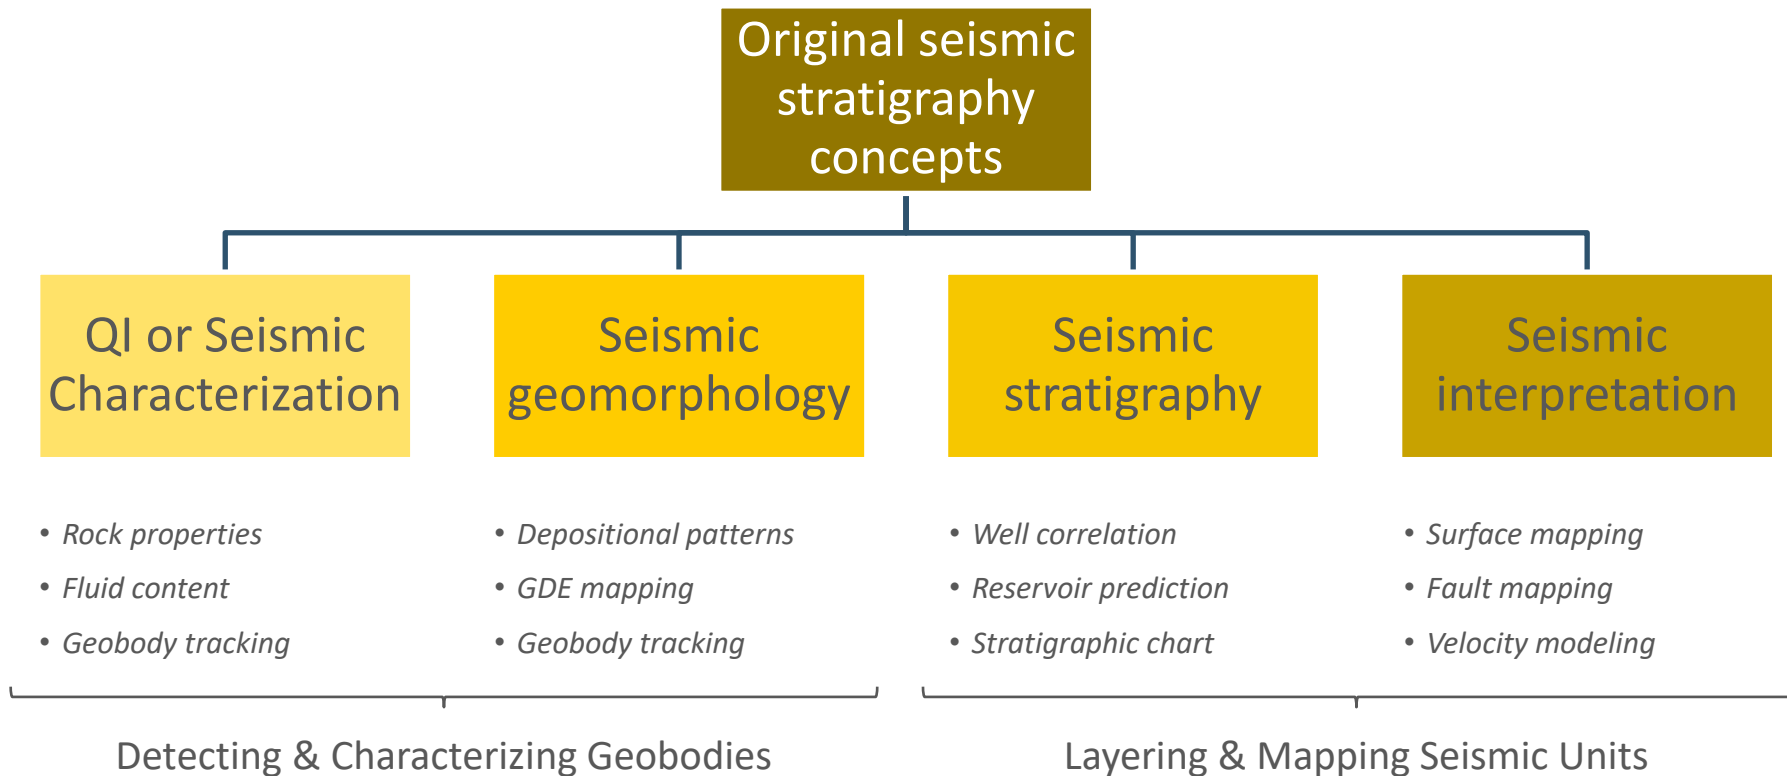 Original seismic
stratigraphy
concepts
QI or Seismic
Characterization
Seismic
geomorphology
Seismic
stratigraphy
Seismic
interpretation
• Rock properties
• Fluid content
• Geobody tracking
• Depositional patterns
• GDE mapping
• Geobody tracking
• Well correlation
• Reservoir prediction
• Stratigraphic chart
• Surface mapping
• Fault mapping
• Velocity modeling
Detecting & Characterizing Geobodies
Layering & Mapping Seismic Units